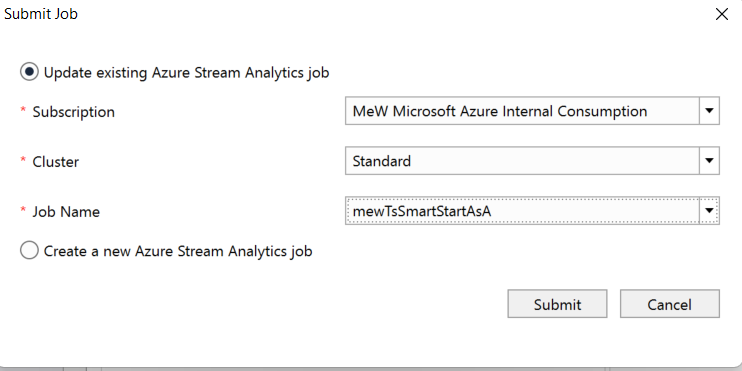 Submit Job
Update existing Azure Stream Analytics job
* Subscription MeW Microsoft Azure Internal Consumption
* Cluster Standard
* Job Name mewTsSmartStartAsA
Create a new Azure Stream Analytics job
Submit Cancel